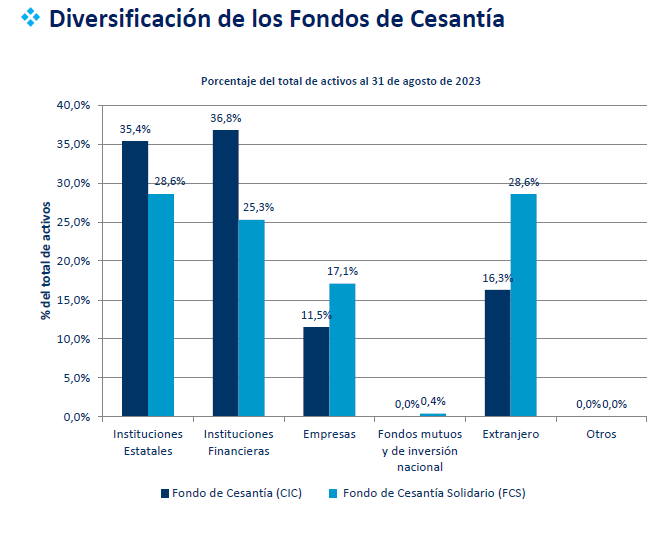 Diversificación de los Fondos de Cesantía
Porcentaje del total de activos al 31 de agosto de 2023
% del total de activos
40,0%
35,0%
30,0%
25,0%
20,0%
15,0%
10,0%
5,0%
0,0%
35,4%
28,6%
36,8%
25,3%
11,5%
17,1%
0,0%
0,4%
16,3%
28,6%
0,0%
0,0%
Instituciones
Estatales
Instituciones
Financieras
Empresas
Fondos mutuos
y de inversión
nacional
Extranjero
Otros
Fondo de Cesantía (CIC)
Fondo de Cesantía Solidario (FCS)